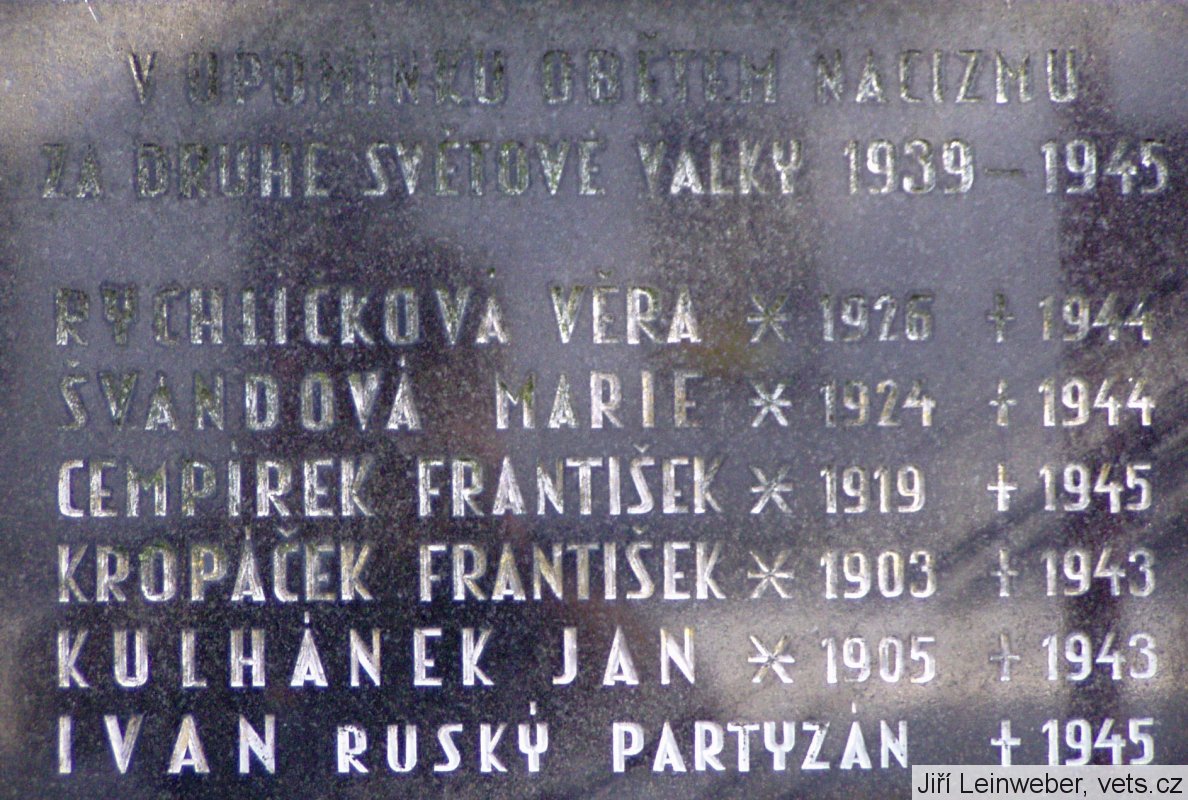 V UPOMÍNKU OBĚTEM NACIZMU
ZA DRUHÉ SVĚTOVÉ VÁLKY 1939 - 1945
RYCHLÍCKOVÁ VĚRA * 1926 + 1944
ŠVANDOVÁ MARIE * 1924 + 1944
CEMPÍREK FRANTIŠEK * 1919 + 1945
KROPÁČEK FRANTIŠEK * 1903 + 1943
KULHÁNEK JAN * 1905 + 1943
IVAN RUSKÝ PARTYZÁN + 1945
Jiří Leinweber, vets.cz